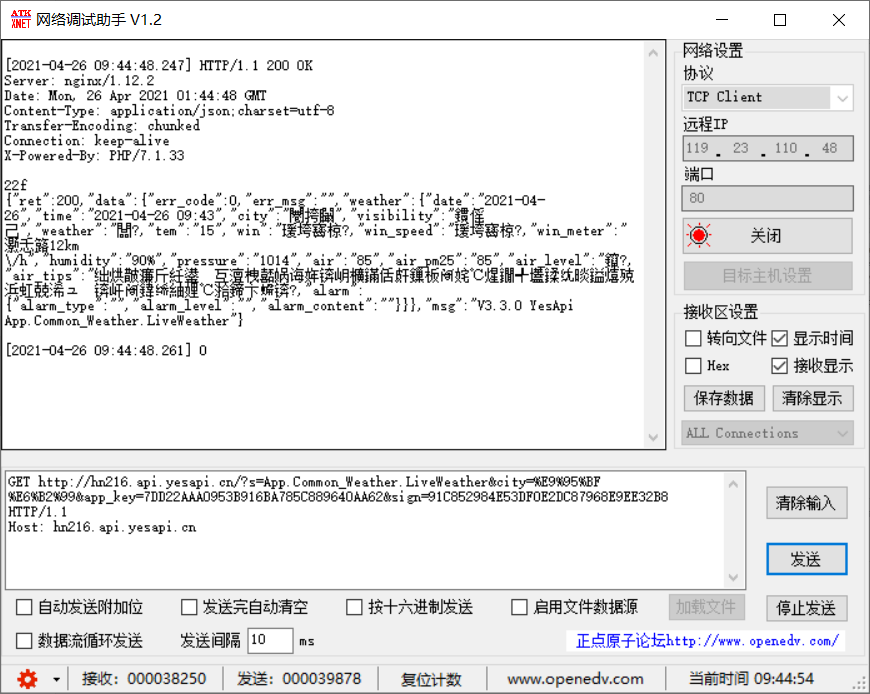 ATK
XNET 网络调试助手 V1.2
[2021-04-26 09:44:48.247] HTTP/1.1 200 OK
Server: nginx/1.12.2
Date: Mon, 26 Apr 2021 01:44:48 GMT
Content-Type: application/json;charset=utf-8
Transfer-Encoding: chunked
Connection: keep-alive
X-Powered-By: PHP/7.1.33
22f
{"ret":200,"data":{"err_code":0,"err_msg":"","weather":{"date":"2021-04-
26","time":"2021-04-26 09:43","city":"","visibility":"
","weather":"?,"tem":"15","win":"?,"win_speed":"?,"win_meter":"
12km
\/h","humidity":"90%","pressure":"1014","air":"85","air_pm25":"85","air_level":"?,
"air_tips":"
?,"alarm":
{"alarm_type":"","alarm_level":"","alarm_content":""}}},"msg":"V3.3.0 YesApi
App.Common_Weather.LiveWeather"}
[2021-04-26 09:44:48.261] 0
网络设置
协议
TCP Client
远程IP
119 . 23 . 110 . 48
端口
80
关闭
目标主机设置
接收区设置
转向文件 显示时间
Hex 接收显示
保存数据 清除显示
ALL Connections
GET http://hn216.api.yesapi.cn/?s=App.Common_Weather.LiveWeather&city=%E9%95%BF
%E6%B2%99&app_key=7DD22AAA0953B916BA785C889640AA62&sign=91C852984E53DF0E2DC87968E9EE32B8
HTTP/1.1
Host: hn216.api.yesapi.cn
清除输入
发送
停止发送
自动发送附加位 发送完自动清空 按十六进制发送 启用文件数据源 加载文件
数据流循环发送 发送间隔 10 ms 正点原子论坛http://www.openedv.com/
接收：000038250 发送：000039878 复位计数 www.openedv.com 当前时间 09:44:54